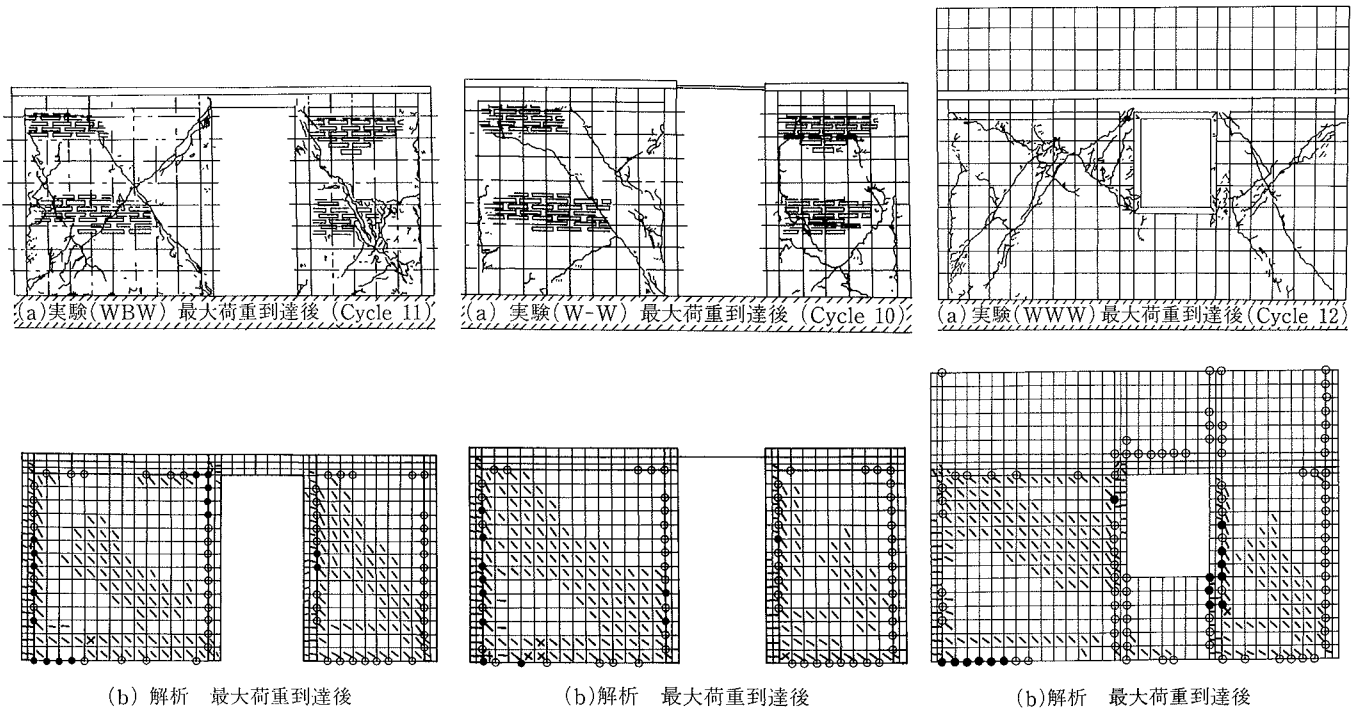 (a)実験(WBW) 最大荷重到達後 (Cycle 11)
(a) 実験(W-W) 最大荷重到達後 (Cycle 10)
(a)実験(WWW)最大荷重到達後(Cycle 12)
(b) 解析 最大荷重到達後
(b)解析 最大荷重到達後
(b)解析 最大荷重到達後